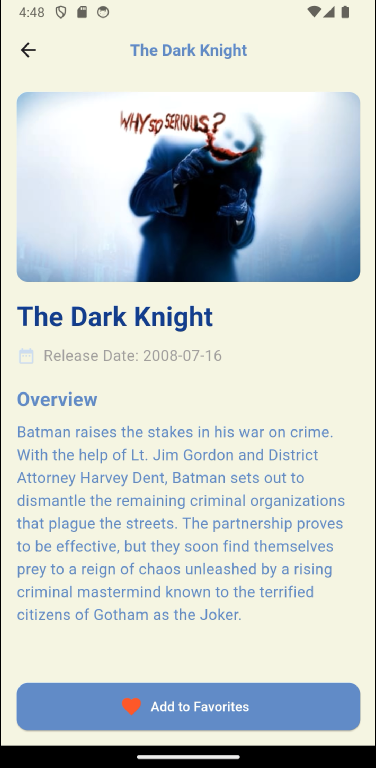 4:48
The Dark Knight
WHY SO SERIOUS?
The Dark Knight
Release Date: 2008-07-16
Overview
Batman raises the stakes in his war on crime.
With the help of Lt. Jim Gordon and District
Attorney Harvey Dent, Batman sets out to
dismantle the remaining criminal organizations
that plague the streets. The partnership proves
to be effective, but they soon find themselves
prey to a reign of chaos unleashed by a rising
criminal mastermind known to the terrified
citizens of Gotham as the Joker.
Add to Favorites